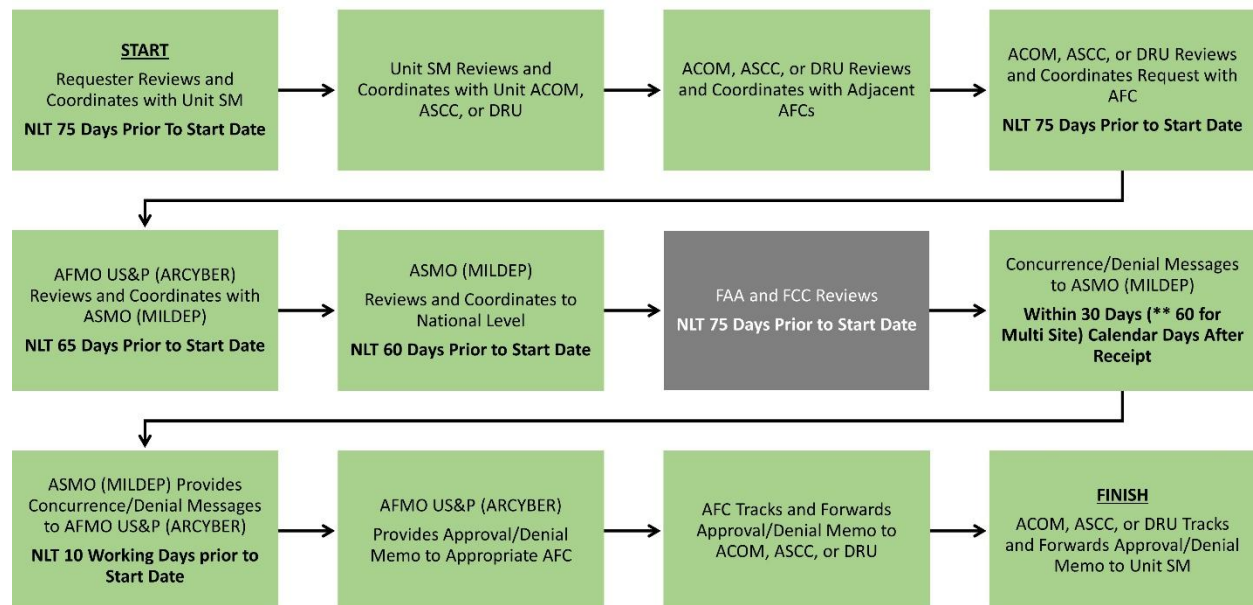 START
Requester Reviews and
Coordinates with Unit SM
NLT 75 Days Prior To Start Date
Unit SM Reviews and
Coordinates with Unit ACOM,
ASCC, or DRU
ACOM, ASCC, or DRU Reviews
and Coordinates with Adjacent
AFCs
ACOM, ASCC, or DRU Reviews
and Coordinates Request with
AFC
NLT 75 Days Prior to Start Date
AFMO US&P (ARCYBER)
Reviews and Coordinates with
ASMO (MILDEP)
NLT 65 Days Prior to Start Date
ASMO (MILDEP)
Reviews and Coordinates to
National Level
NLT 60 Days Prior to Start Date
FAA and FCC Reviews
NLT 75 Days Prior to Start Date
Concurrence/Denial Messages
to ASMO (MILDEP)
Within 30 Days (** 60 for
Multi Site) Calendar Days After
Receipt
ASMO (MILDEP) Provides
Concurrence/Denial Messages
to AFMO US&P (ARCYBER)
NLT 10 Working Days prior to
Start Date
AFMO US&P (ARCYBER)
Provides Approval/Denial
Memo to Appropriate AFC
AFC Tracks and Forwards
Approval/Denial Memo to
ACOM, ASCC, or DRU
FINISH
ACOM, ASCC, or DRU Tracks
and Forwards Approval/Denial
Memo to Unit SM